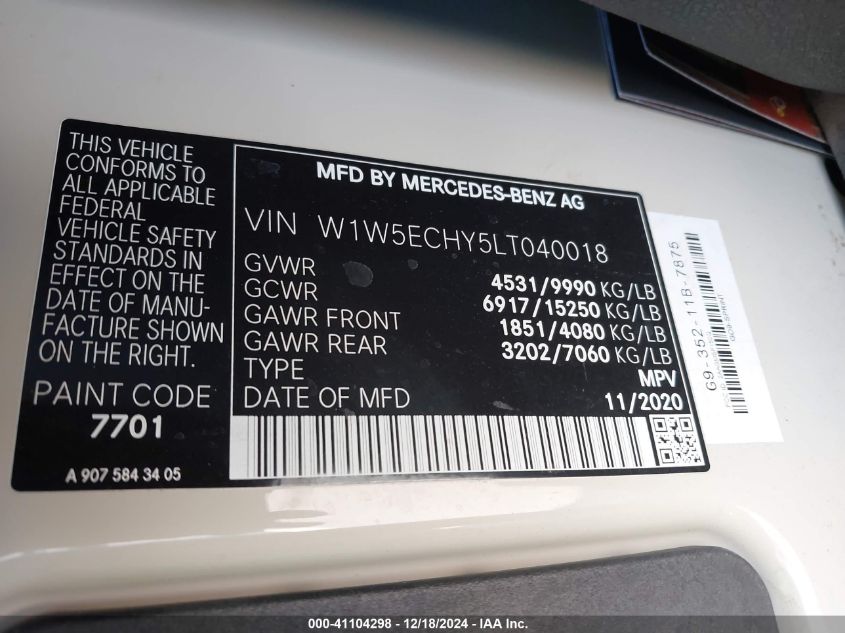 THIS VEHICLE
CONFORMS TO
ALL APPLICABLE
FEDERAL
VEHICLE SAFETY
STANDARDS IN
EFFECT ON THE
DATE OF MANU-
FACTURE SHOWN
ON THE RIGHT.
PAINT CODE
7701
A 907 584 34 05
MFD BY MERCEDES-BENZ AG
VIN W1W5ECHY5LT040018
GVWR 4531/9990 KG/LB
GCWR 6917/15250 KG/LB
GAWR FRONT 1851/4080 KG/LB
GAWR REAR 3202/7060 KG/LB
TYPE MPV
DATE OF MFD 11/2020
G9-352-11B-7875
000-41104298 - 12/18/2024 - IAA Inc.